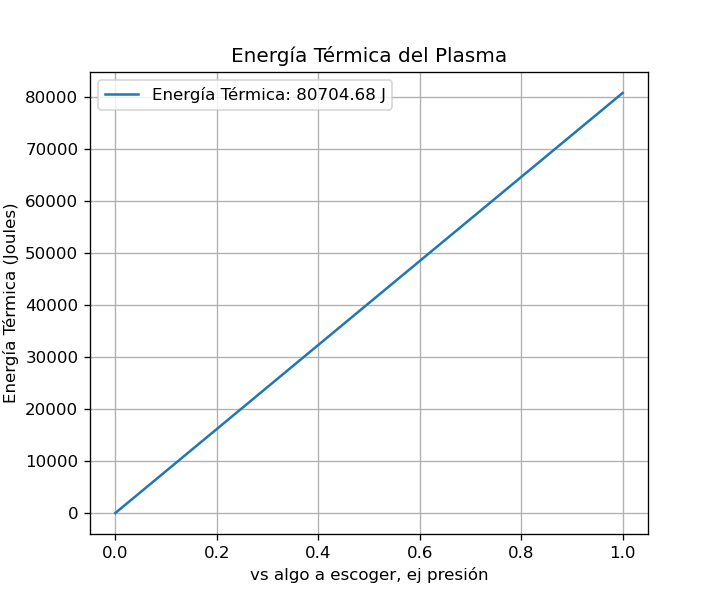 Energía Térmica del Plasma
Energía Térmica: 80704.68 J
Energía Térmica (Joules)
80000
70000
60000
50000
40000
30000
20000
10000
0
0.0 0.2 0.4 0.6 0.8 1.0
vs algo a escoger, ej presión